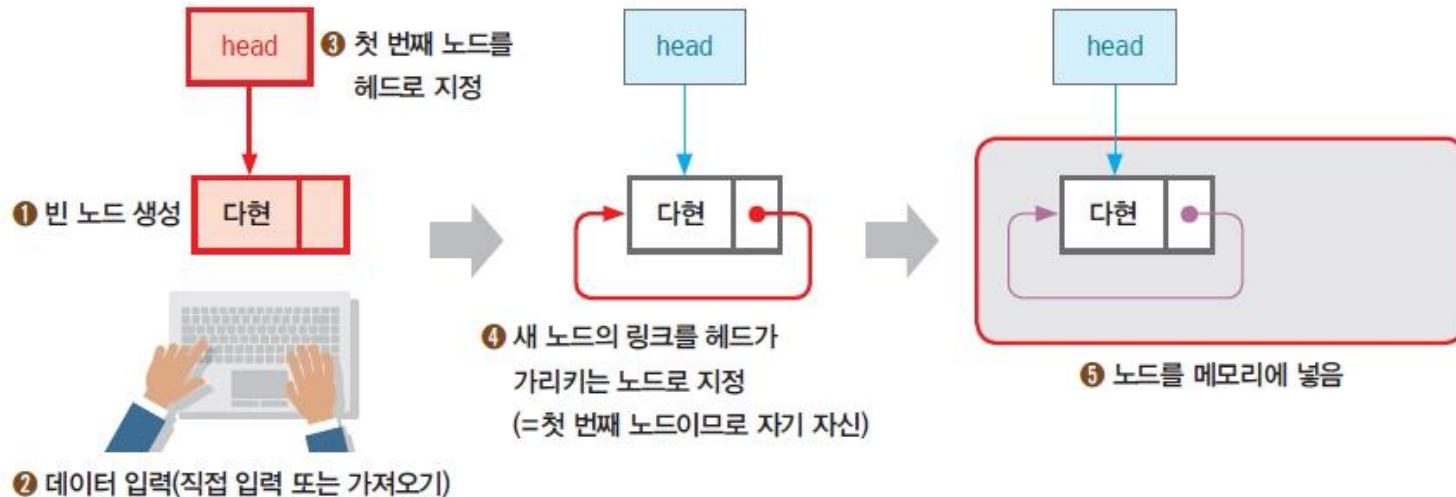 head
❸ 첫 번째 노드를
헤드로 지정
❶ 빈 노드 생성
다현
❷ 데이터 입력(직접 입력 또는 가져오기)
head
다현
❹ 새 노드의 링크를 헤드가
가리키는 노드로 지정
(=첫 번째 노드이므로 자기 자신)
head
다현
❺ 노드를 메모리에 넣음